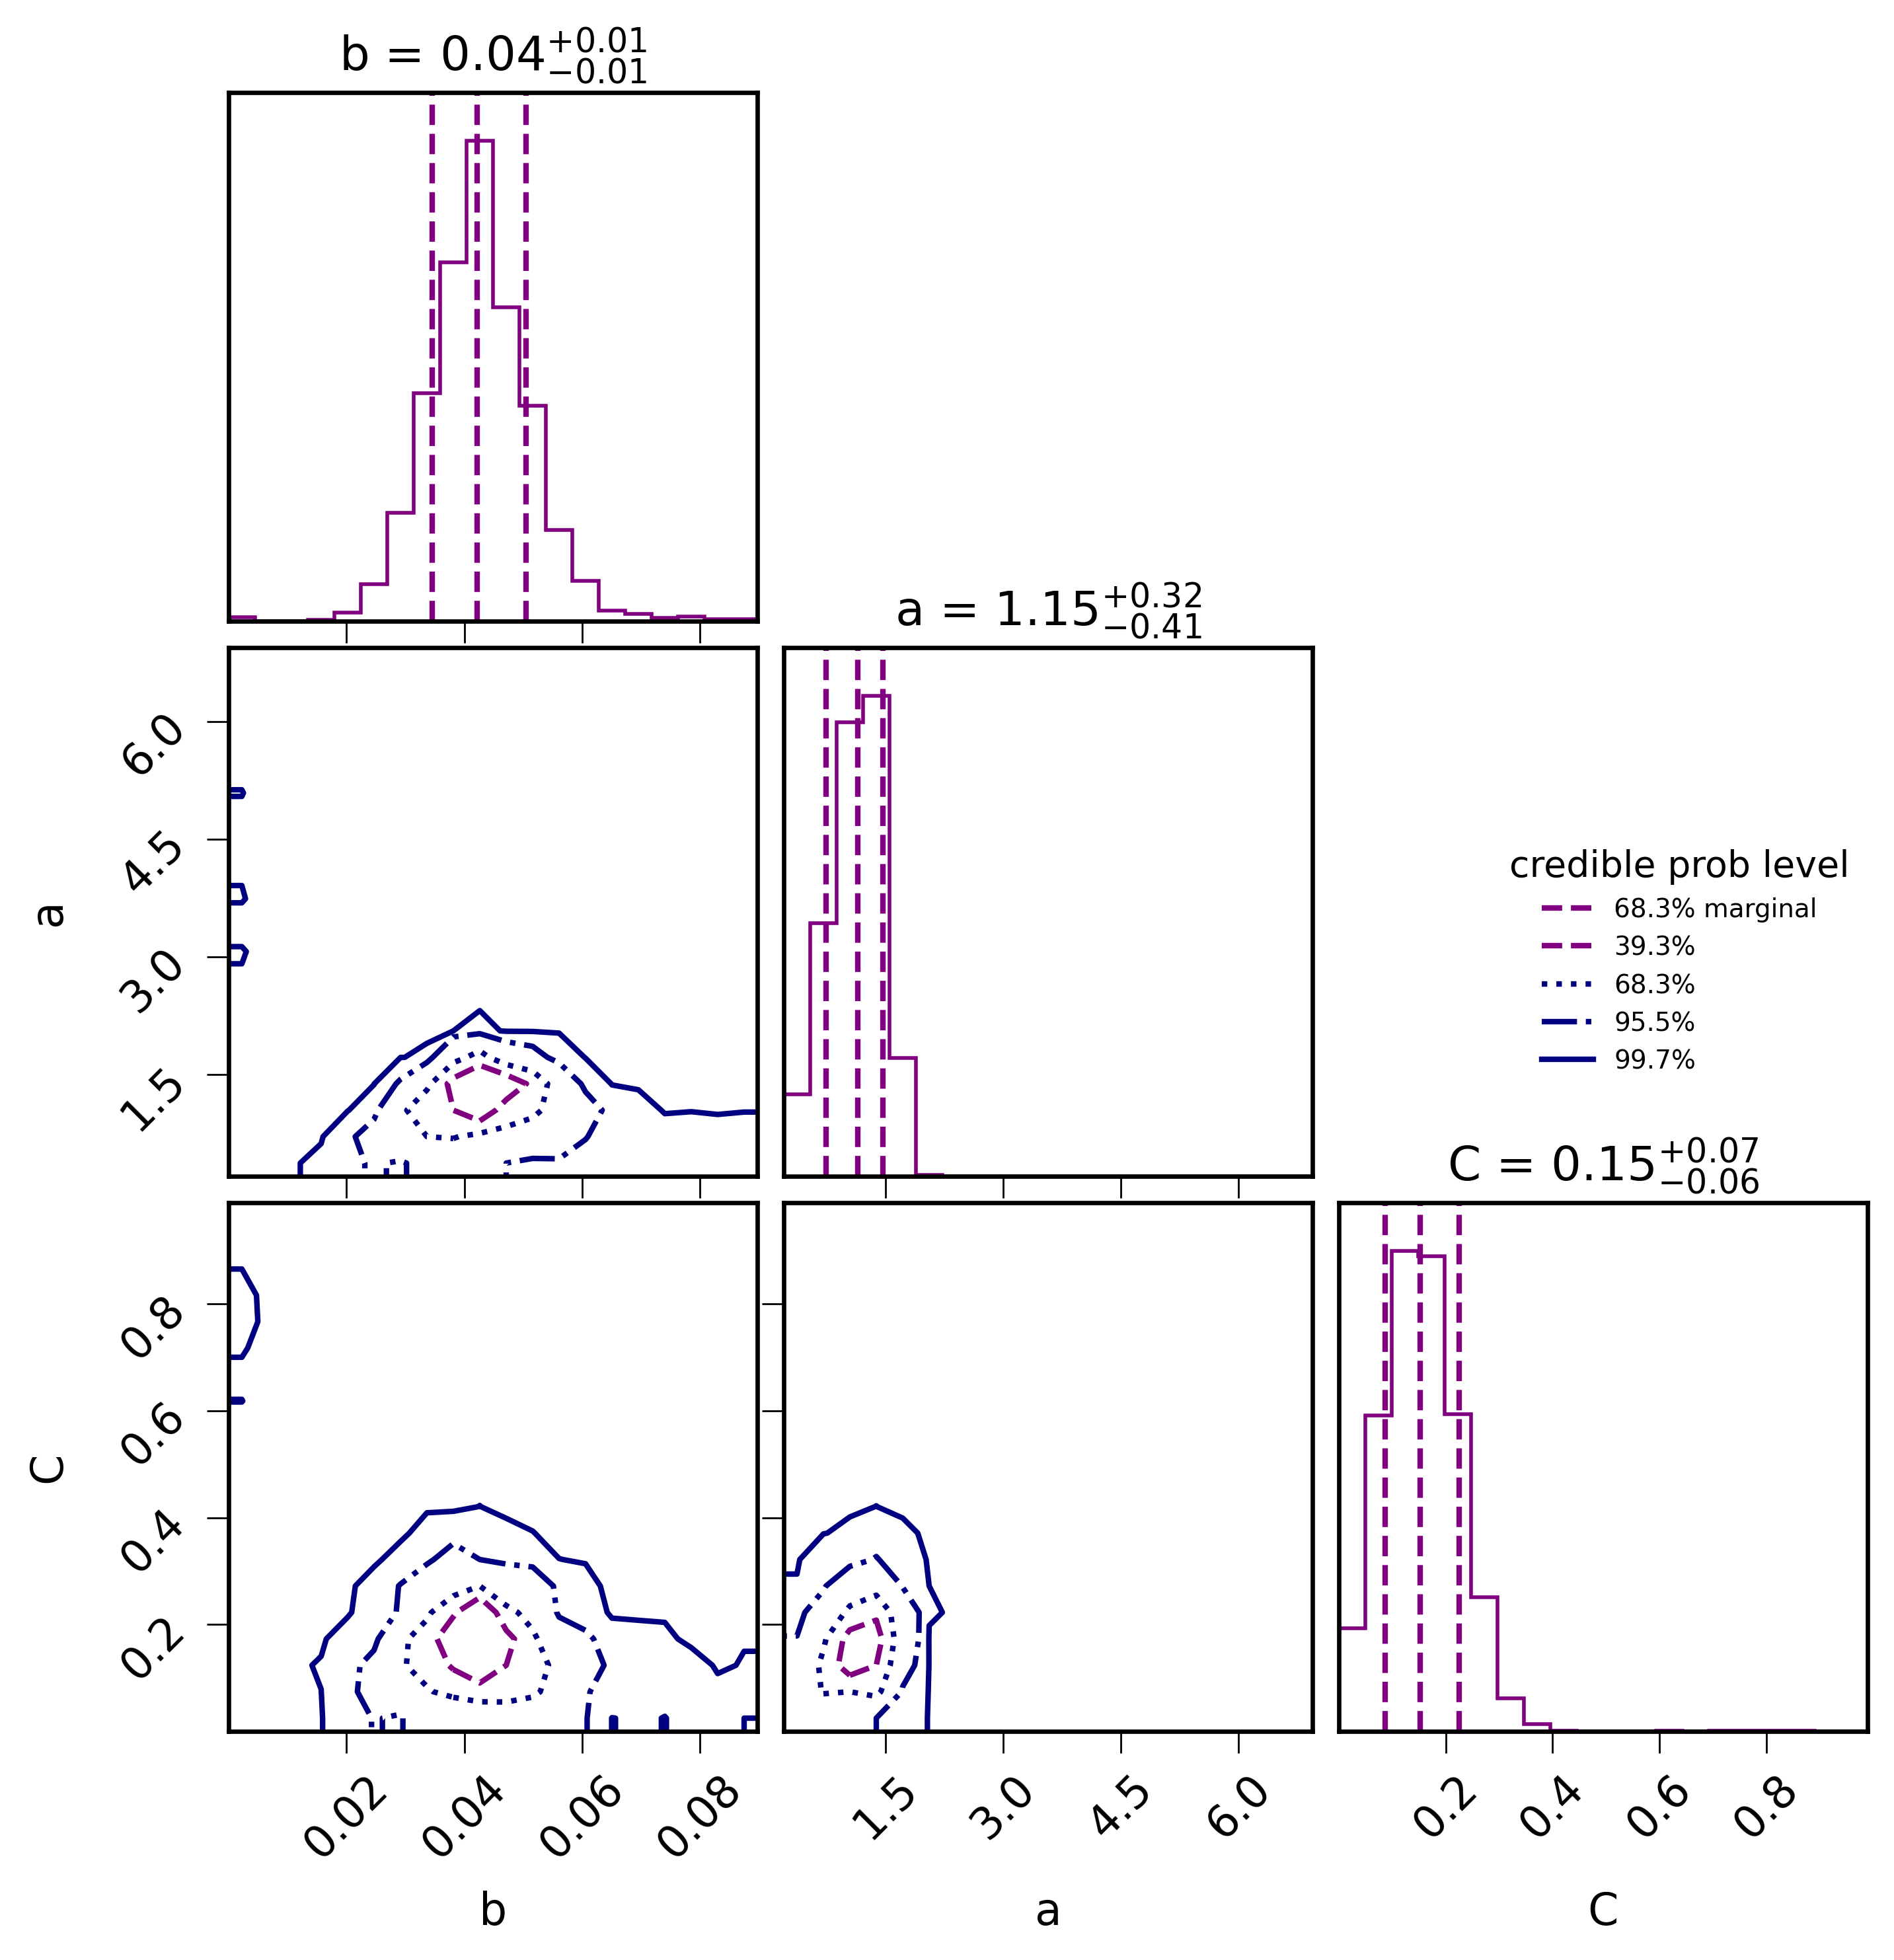 b = 0.04+0.01−0.01
a = 1.15+0.32−0.41
6.0
4.5
3.0
1.5
a
credible prob level
68.3% marginal
39.3%
68.3%
95.5%
99.7%
C = 0.15+0.07−0.06
0.8
0.6
0.4
0.2
C
0.02 0.04 0.06 0.08 1.5 3.0 4.5 6.0 0.2 0.4 0.6 0.8
b a C